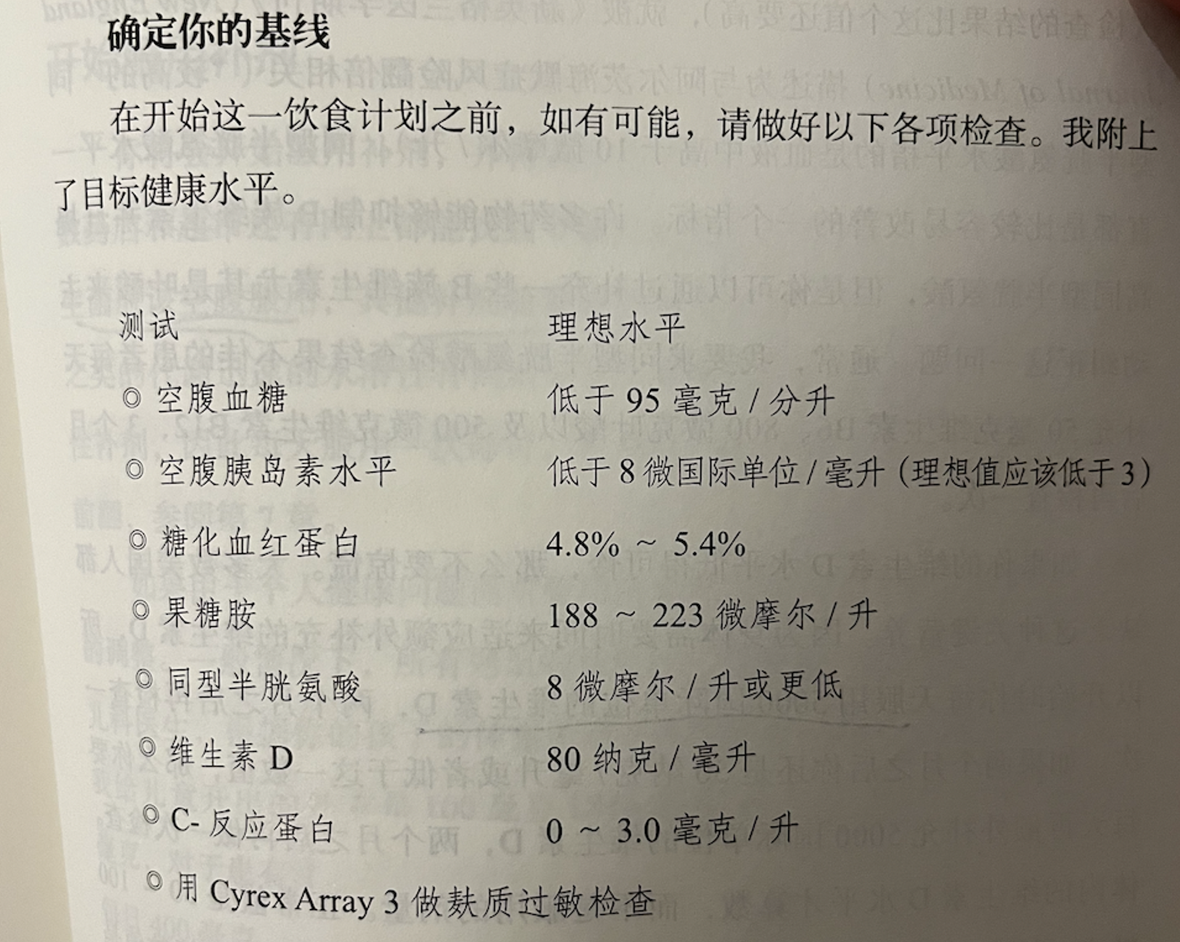 确定你的基线
在开始这一饮食计划之前，如有可能，请做好以下各项检查。我附上
了目标健康水平。
测试 理想水平
◎ 空腹血糖 低于 95 毫克 / 分升
◎ 空腹胰岛素水平 低于 8 微国际单位 / 毫升（理想值应该低于 3）
◎ 糖化血红蛋白 4.8% ~ 5.4%
◎ 果糖胺 188 ~ 223 微摩尔 / 升
◎ 同型半胱氨酸 8 微摩尔 / 升或更低
◎ 维生素 D 80 纳克 / 毫升
◎ C- 反应蛋白 0 ~ 3.0 毫克 / 升
◎ 用 Cyrex Array 3 做麸质过敏检查